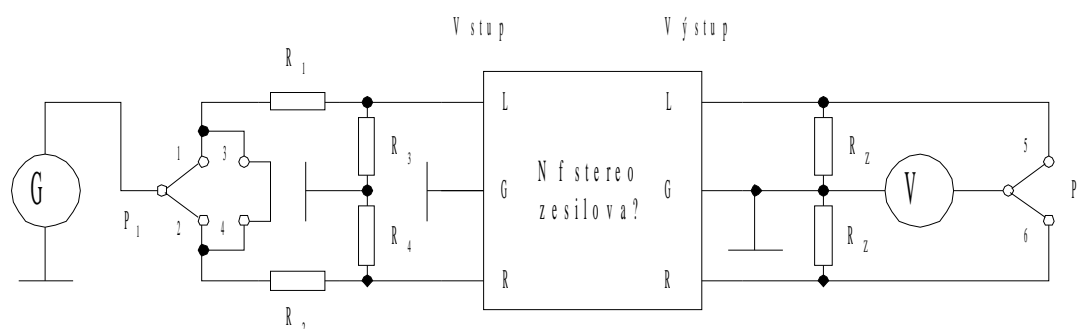 Vstup
Výstup
R1
L
L
1
3
5
R3
RZ
G
Nf stereo
zesilova?
G
G
V
P1
P
2
4
R4
RZ
6
R
R
R2